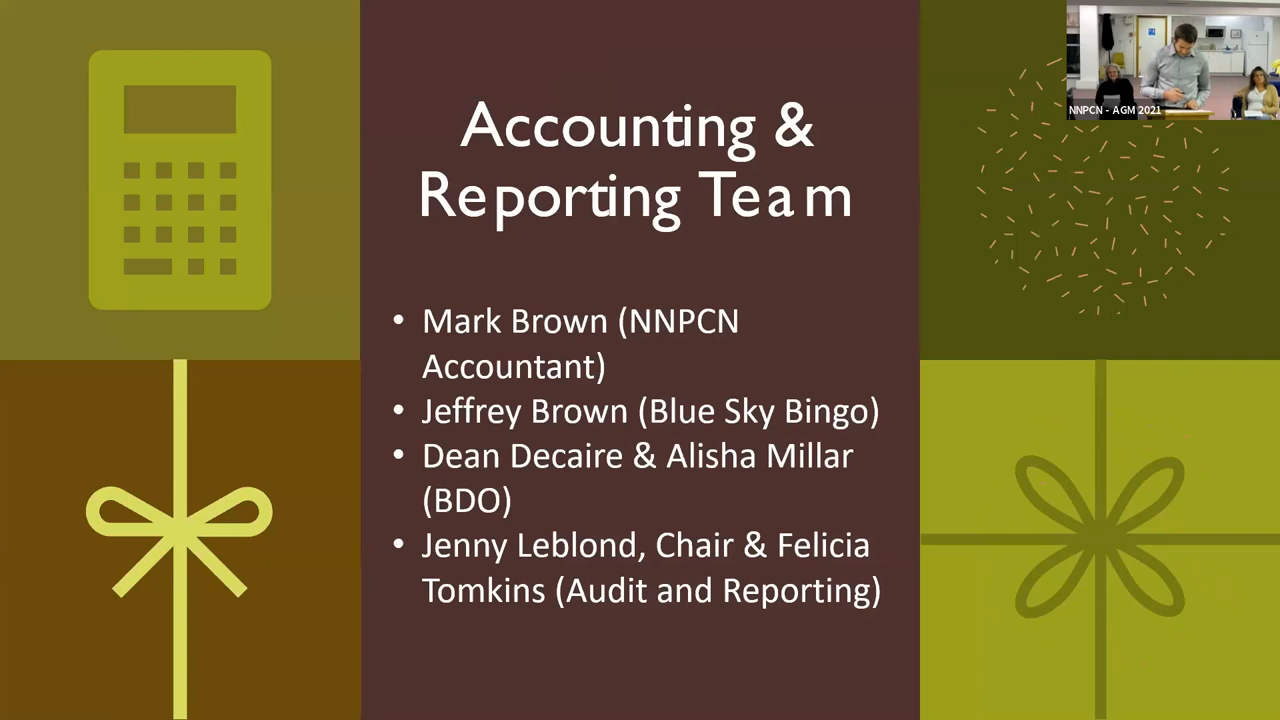 Accounting &
Reporting Team
• Mark Brown (NNPCN
Accountant)
• Jeffrey Brown (Blue Sky Bingo)
• Dean Decaire & Alisha Millar
(BDO)
• Jenny Leblond, Chair & Felicia
Tomkins (Audit and Reporting)
NNPCN - AGM 2021